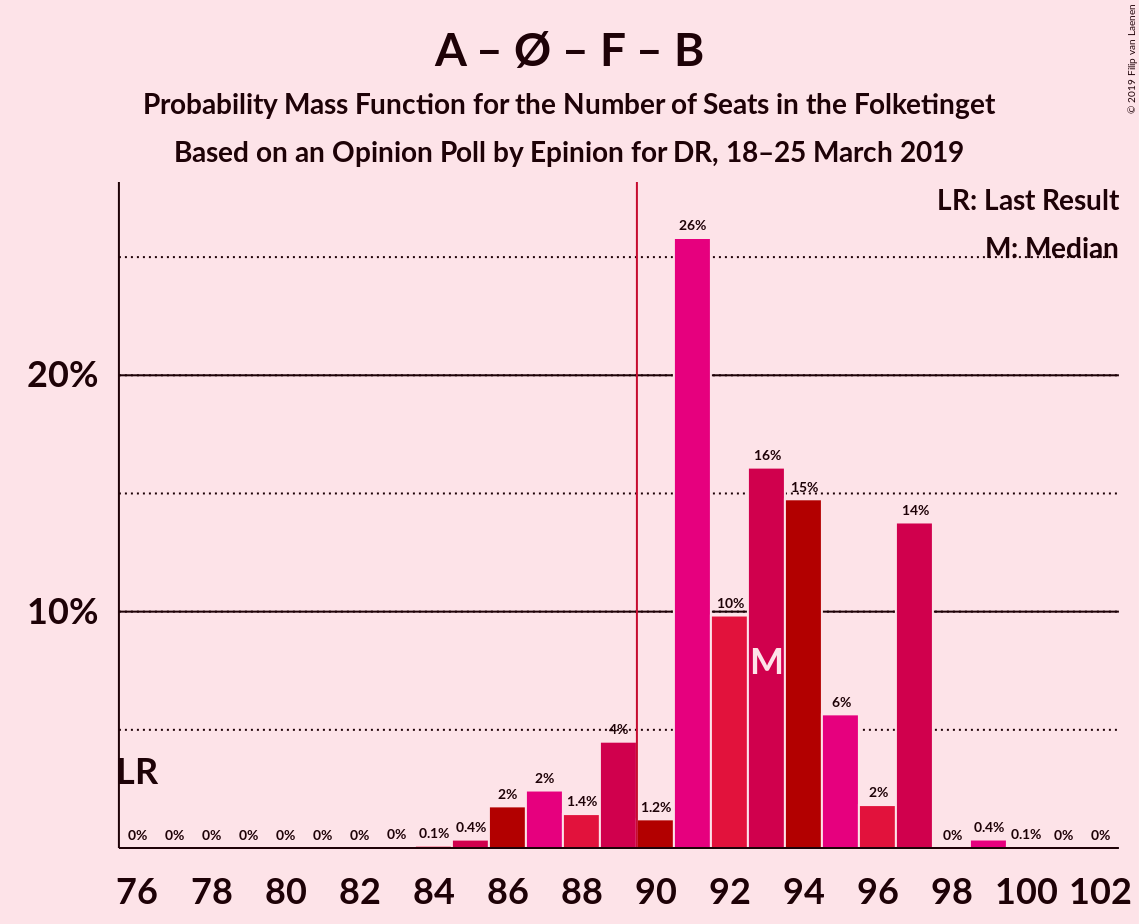 A – Ø – F – B
Probability Mass Function for the Number of Seats in the Folketinget
Based on an Opinion Poll by Epinion for DR, 18–25 March 2019
© 2019 Filip van Laenen
LR: Last Result
M: Median
20%
10%
26%
16%
15%
14%
10%
M
6%
4%
LR
2%
2%
1.4%
1.2%
2%
0% 0% 0% 0% 0% 0% 0% 0% 0.1% 0.4% 0% 0.4% 0.1% 0% 0%
76 78 80 82 84 86 88 90 92 94 96 98 100 102